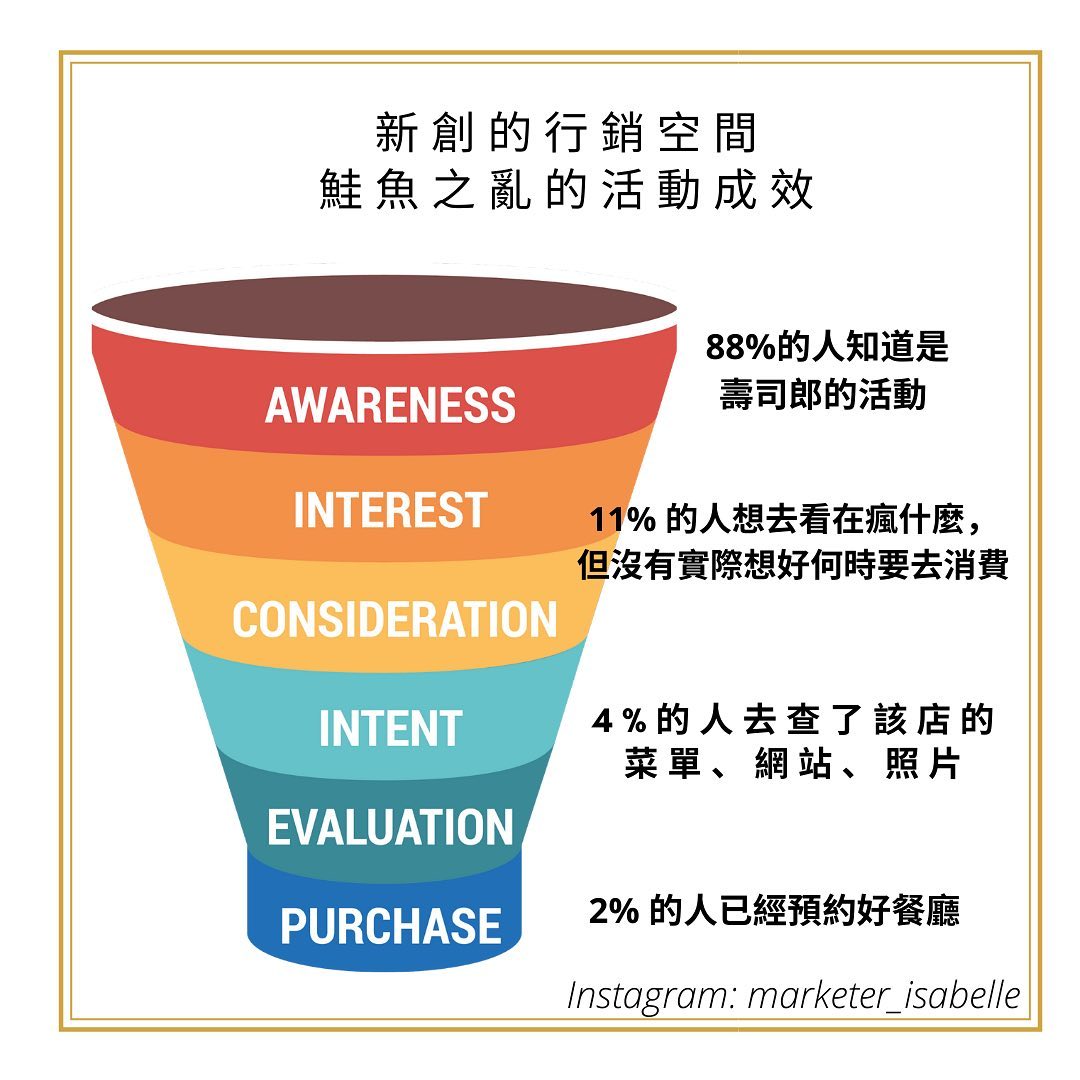 新創的行銷空間
鮭魚之亂的活動成效
88%的人知道是
壽司郎的活動
AWARENESS
INTEREST
11% 的人想去看在瘋什麼，
但沒有實際想好何時要去消費
CONSIDERATION
INTENT
4%的人去查了該店的
菜單、網站、照片
EVALUATION
PURCHASE
2% 的人已經預約好餐廳
Instagram: marketer_isabelle